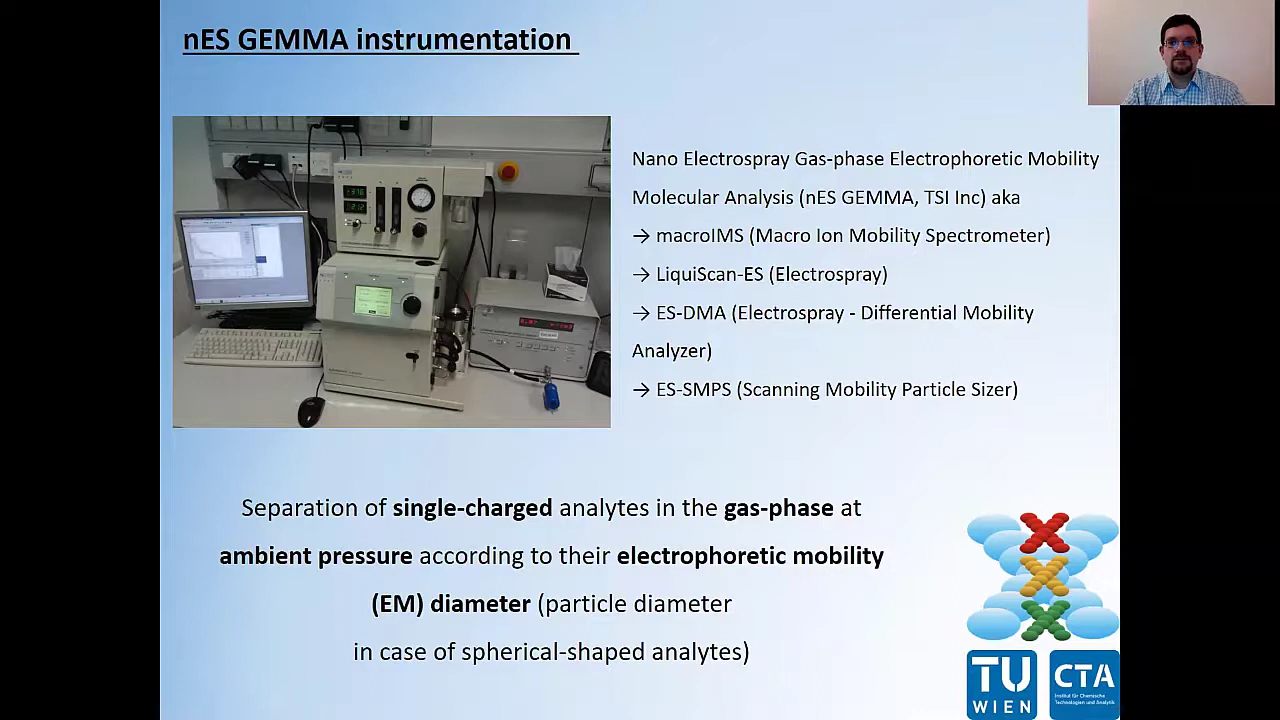 nES GEMMA instrumentation
Nano Electrospray Gas-phase Electrophoretic Mobility
Molecular Analysis (nES GEMMA, TSI Inc) aka
→ macroIMS (Macro Ion Mobility Spectrometer)
→ LiquiScan-ES (Electrospray)
→ ES-DMA (Electrospray - Differential Mobility
Analyzer)
→ ES-SMPS (Scanning Mobility Particle Sizer)
Separation of single-charged analytes in the gas-phase at
ambient pressure according to their electrophoretic mobility
(EM) diameter (particle diameter
in case of spherical-shaped analytes)
TU
WIEN
CTA
Institut für Chemische
Technologien und Analytik